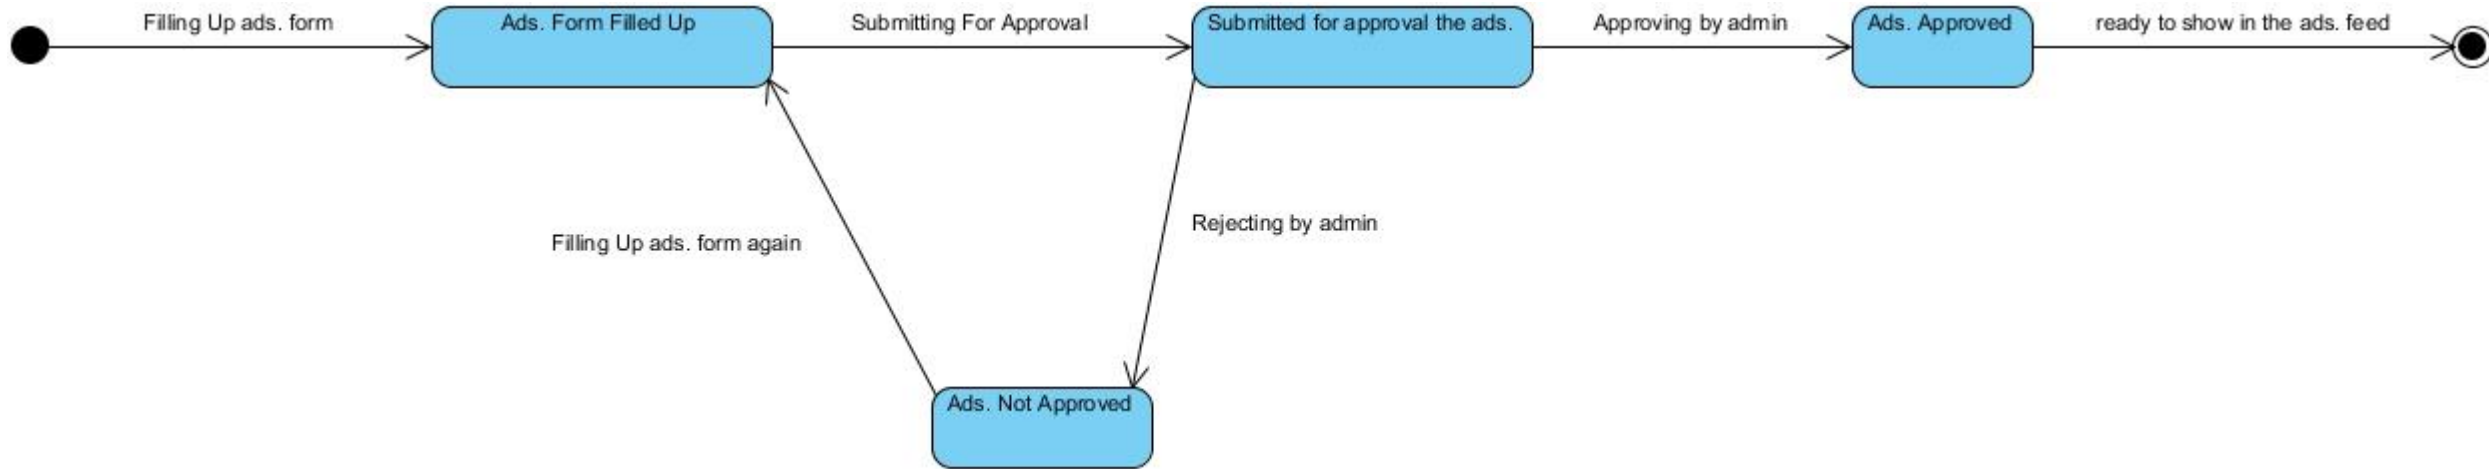 Filling Up ads. form
Ads. Form Filled Up
Submitting For Approval
Submitted for approval the ads.
Approving by admin
Ads. Approved
ready to show in the ads. feed
Rejecting by admin
Filling Up ads. form again
Ads. Not Approved